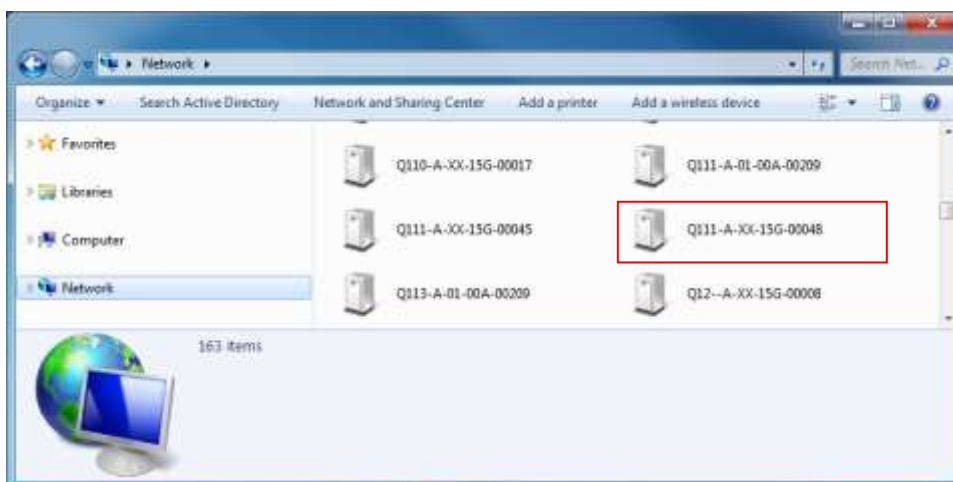 Network
Search Net...
Organize Search Active Directory Network and Sharing Center Add a printer Add a wireless device
Favorites
Libraries
Computer
Network
Q110-A-XX-15G-00017
Q111-A-01-00A-00209
Q111-A-XX-15G-00045
Q111-A-XX-15G-00048
Q113-A-01-00A-00209
Q12--A-XX-15G-00008
163 items